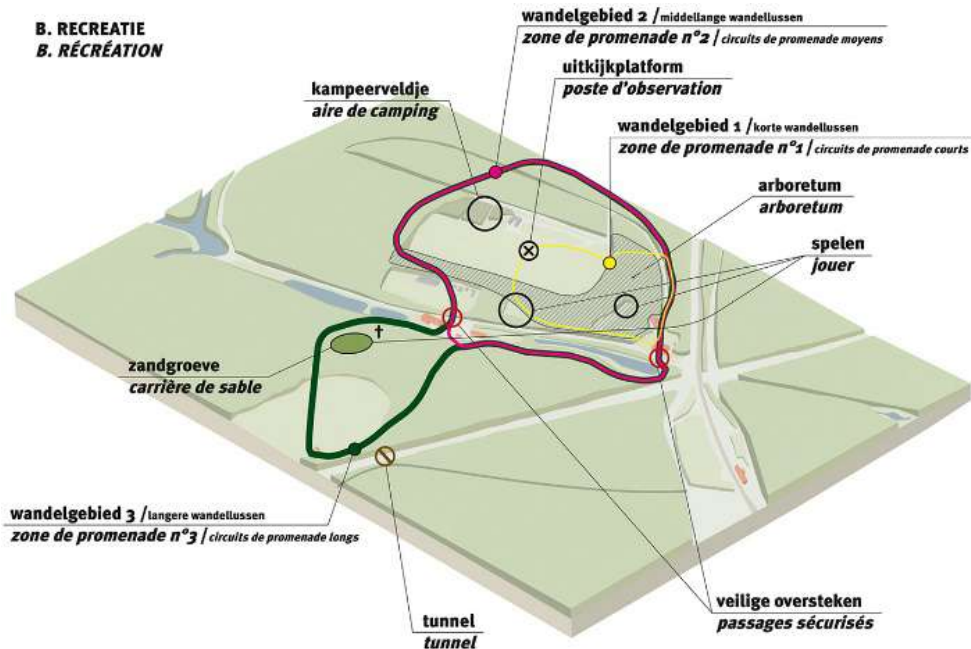 B. RECREATIE
B. RÉCRÉATION
wandelgebied 2 / middellange wandellussen
zone de promenade n°2 / circuits de promenade moyens
uitkijkplatform
poste d'observation
kampeerveldje
aire de camping
wandelgebied 1 / korte wandellussen
zone de promenade n°1 / circuits de promenade courts
arboretum
arboretum
spelen
jouer
zandgroeve
carrière de sable
wandelgebied 3 / langere wandellussen
zone de promenade n°3 / circuits de promenade longs
veilige oversteken
passages sécurisés
tunnel
tunnel